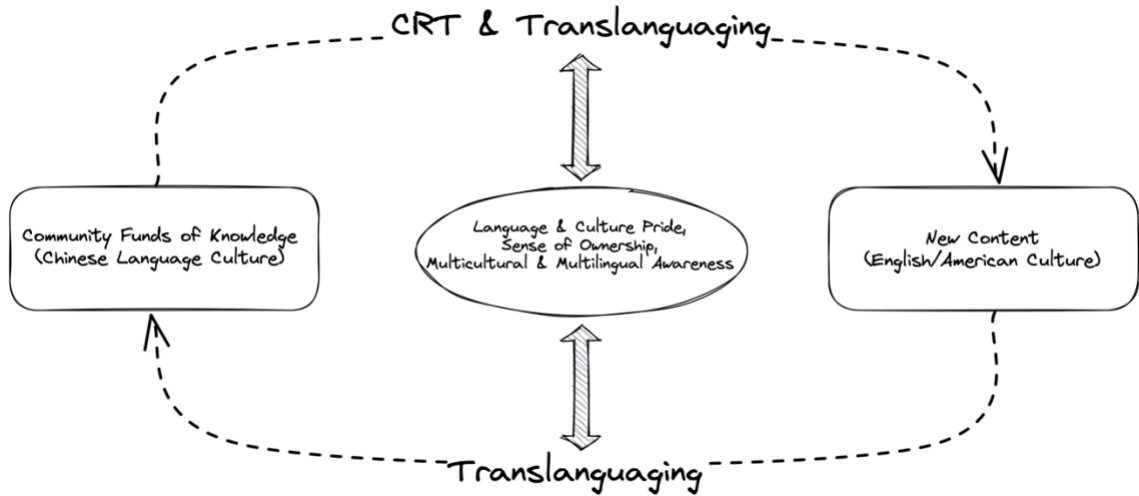 CRT & Translanguaging
Community Funds of Knowledge
(Chinese Language Culture)
Language & Culture Pride,
Sense of Ownership,
Multicultural & Multilingual Awareness
New Content
(English/American Culture)
Translanguaging